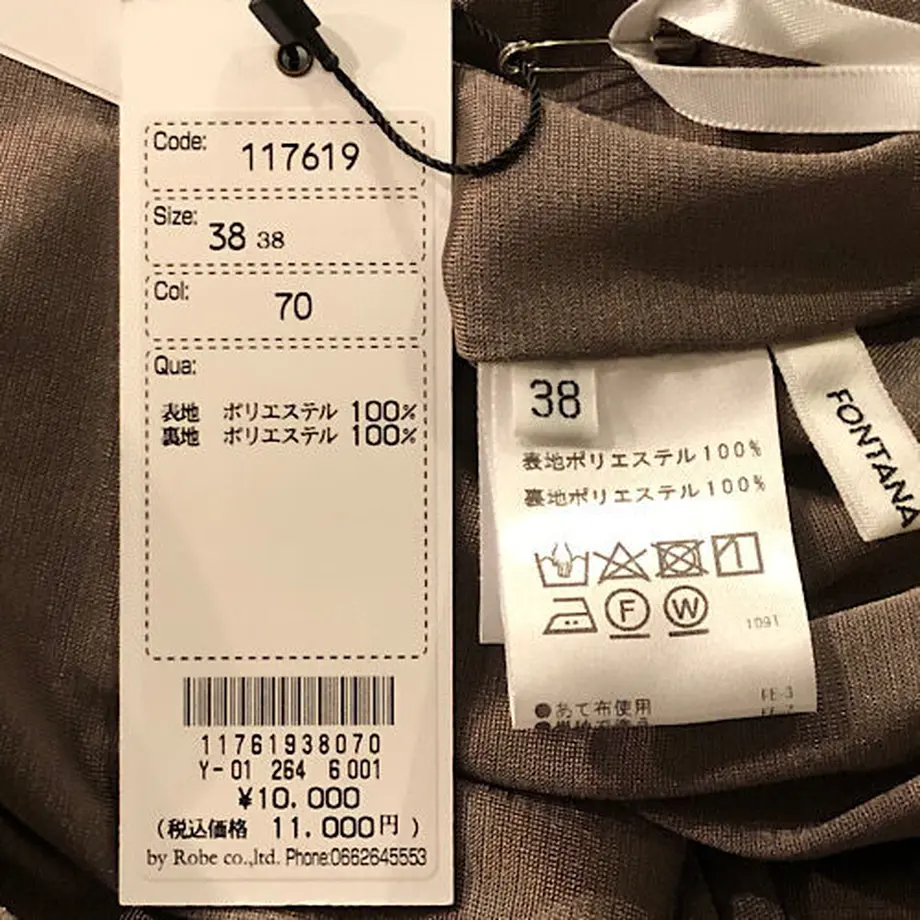 Code:
117619
Size:
38 38
Col:
70
Qua:
表地 ポリエステル 100%
裏地 ポリエステル 100%
11761938070
Y-01 264 6001
¥10.000
(税込価格 11.000円 )
by Robe co.,ltd. Phone:0662645553
38
表地ポリエステル100%
裏地ポリエステル100%
F
W
1091
●あて布使用
FONTANA